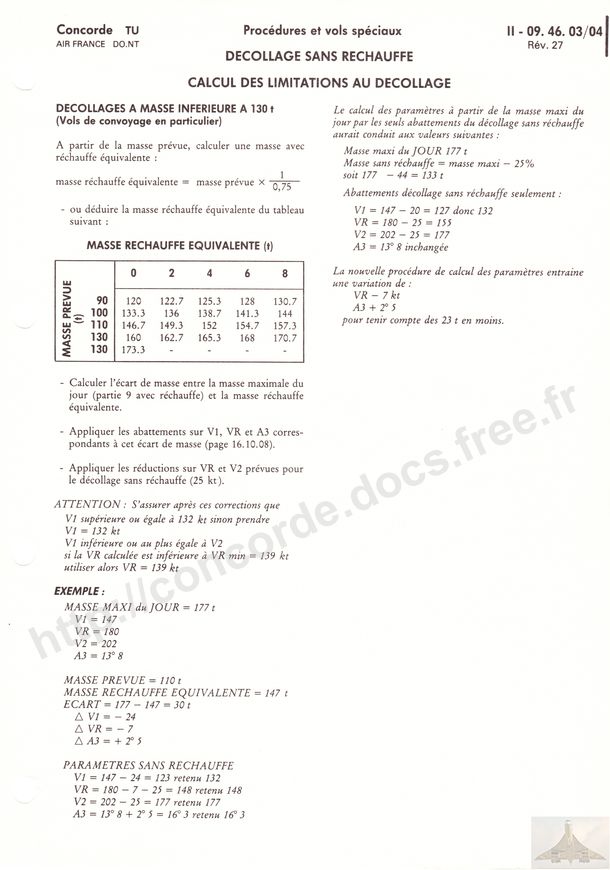 Concorde TU
AIR FRANCE DO.NT
Procédures et vols spéciaux
II - 09. 46. 03/04
Rév. 27
DECOLLAGE SANS RECHAUFFE
CALCUL DES LIMITATIONS AU DECOLLAGE
DECOLLAGES A MASSE INFERIEURE A 130 t
(Vols de convoyage en particulier)
A partir de la masse prévue, calculer une masse avec
réchauffe équivalente :
masse réchauffe équivalente = masse prévue × 1/0,75
- ou déduire la masse réchauffe équivalente du tableau
suivant :
MASSE RECHAUFFE EQUIVALENTE (t)
MASSE PREVUE
(t)
0 2 4 6 8
90 120 122.7 125.3 128 130.7
100 133.3 136 138.7 141.3 144
110 146.7 149.3 152 154.7 157.3
130 160 162.7 165.3 168 170.7
130 173.3 - - - -
- Calculer l'écart de masse entre la masse maximale du
jour (partie 9 avec réchauffe) et la masse réchauffe
équivalente.
- Appliquer les abattements sur V1, VR et A3 corres-
pondants à cet écart de masse (page 16.10.08).
- Appliquer les réductions sur VR et V2 prévues pour
le décollage sans réchauffe (25 kt).
ATTENTION : S'assurer après ces corrections que
V1 supérieure ou égale à 132 kt sinon prendre
V1 = 132 kt
V1 inférieure ou au plus égale à V2
si la VR calculée est inférieure à VR min = 139 kt
utiliser alors VR = 139 kt
EXEMPLE :
MASSE MAXI du JOUR = 177 t
V1 = 147
VR = 180
V2 = 202
A3 = 13° 8
MASSE PREVUE = 110 t
MASSE RECHAUFFE EQUIVALENTE = 147 t
ECART = 177 − 147 = 30 t
△ V1 = − 24
△ VR = − 7
△ A3 = + 2° 5
PARAMETRES SANS RECHAUFFE
V1 = 147 − 24 = 123 retenu 132
VR = 180 − 7 − 25 = 148 retenu 148
V2 = 202 − 25 = 177 retenu 177
A3 = 13° 8 + 2° 5 = 16° 3 retenu 16° 3
Le calcul des paramètres à partir de la masse maxi du
jour par les seuls abattements du décollage sans réchauffe
aurait conduit aux valeurs suivantes :
Masse maxi du JOUR 177 t
Masse sans réchauffe = masse maxi − 25%
soit 177 − 44 = 133 t
Abattements décollage sans réchauffe seulement :
V1 = 147 − 20 = 127 donc 132
VR = 180 − 25 = 155
V2 = 202 − 25 = 177
A3 = 13° 8 inchangée
La nouvelle procédure de calcul des paramètres entraine
une variation de :
VR − 7 kt
A3 + 2° 5
pour tenir compte des 23 t en moins.
http://concorde.docs.free.fr